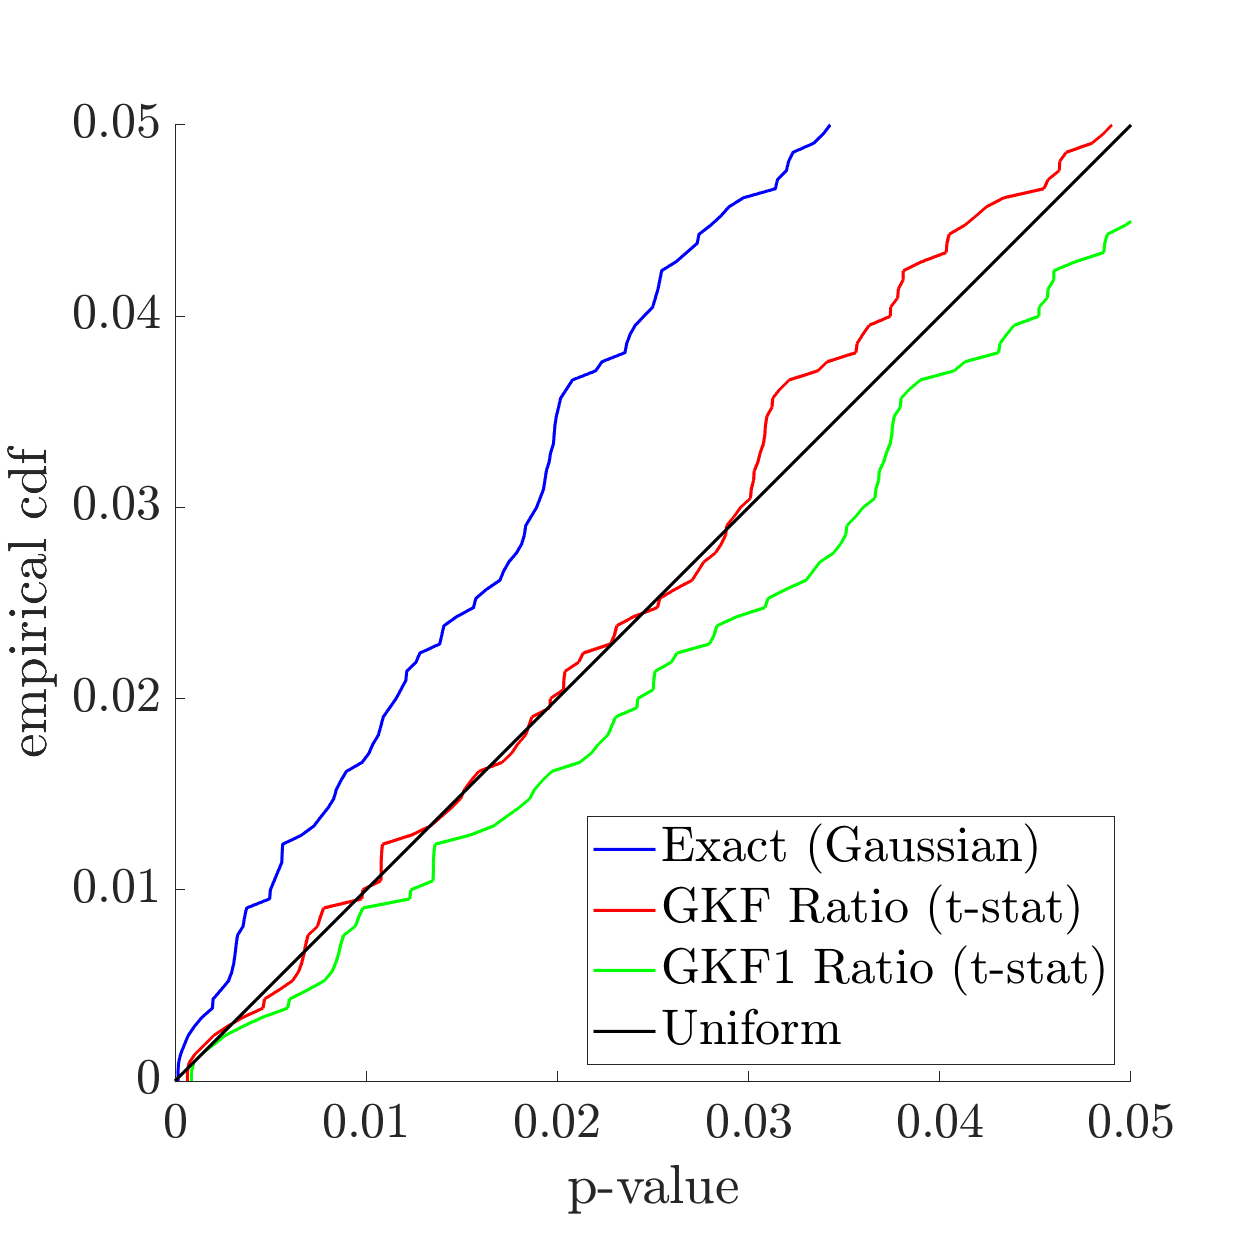 0.05
0.04
0.03
0.02
0.01
0
empirical cdf
0
0.01
0.02
0.03
0.04
0.05
p-value
Exact (Gaussian)
GKF Ratio (t-stat)
GKF1 Ratio (t-stat)
Uniform